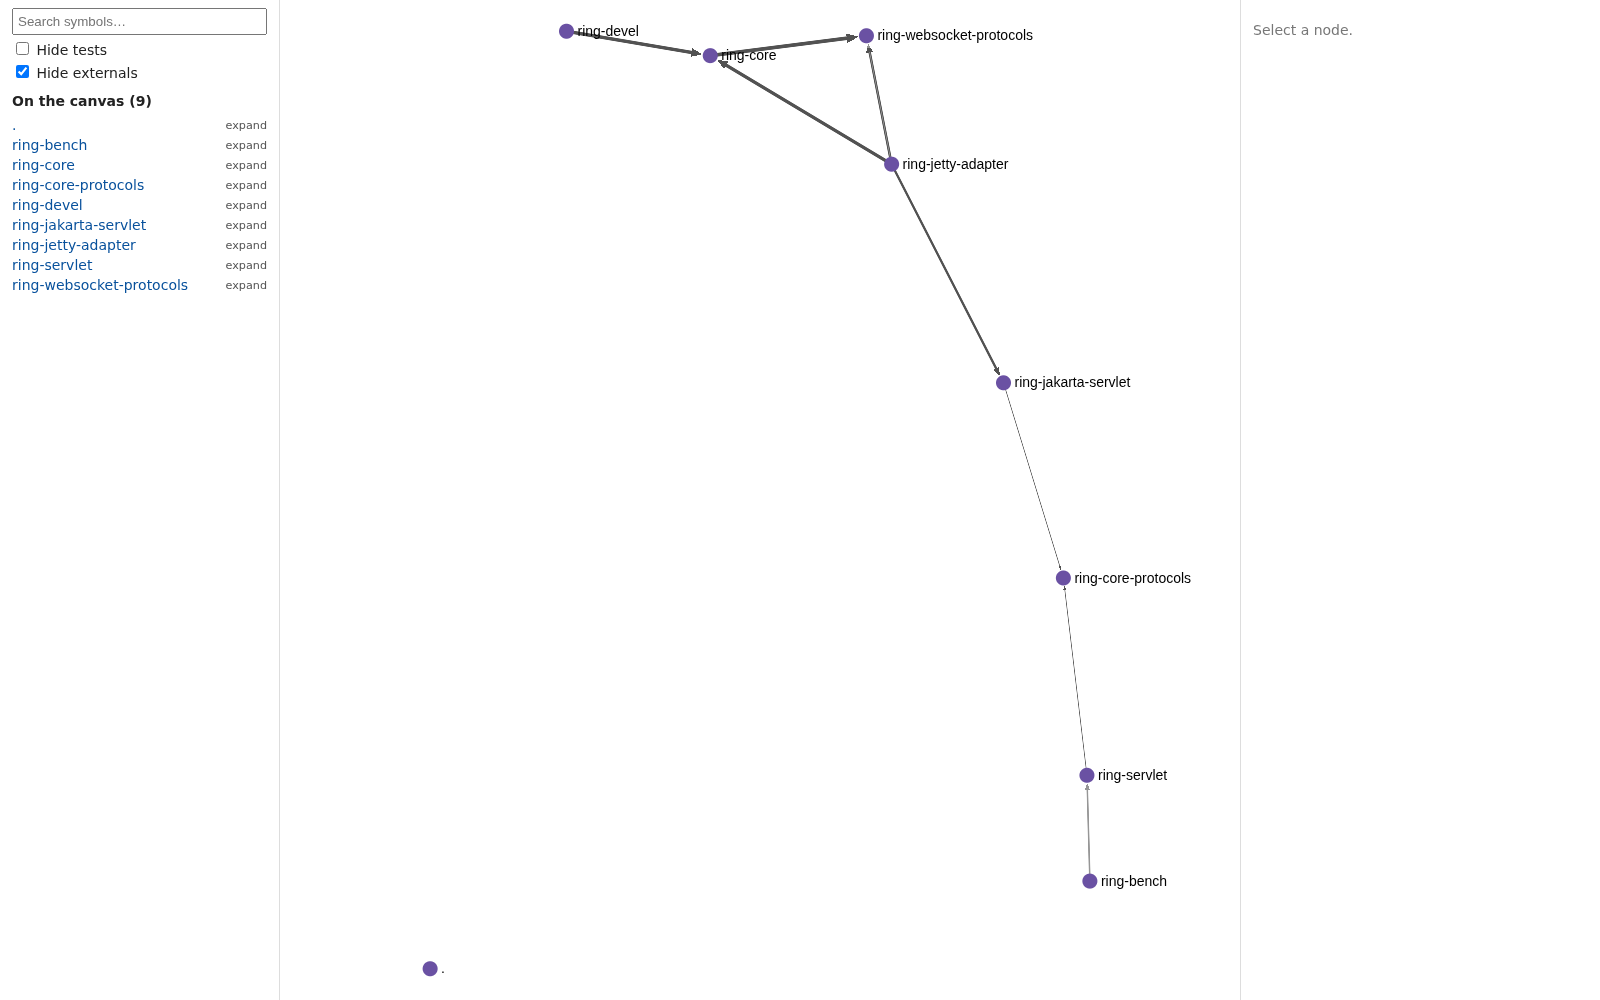 Search symbols…
Hide tests
Hide externals
On the canvas (9)
. expand
ring-bench expand
ring-core expand
ring-core-protocols expand
ring-devel expand
ring-jakarta-servlet expand
ring-jetty-adapter expand
ring-servlet expand
ring-websocket-protocols expand
ring-devel
ring-websocket-protocols
ring-core
ring-jetty-adapter
ring-jakarta-servlet
ring-core-protocols
ring-servlet
ring-bench
.
Select a node.